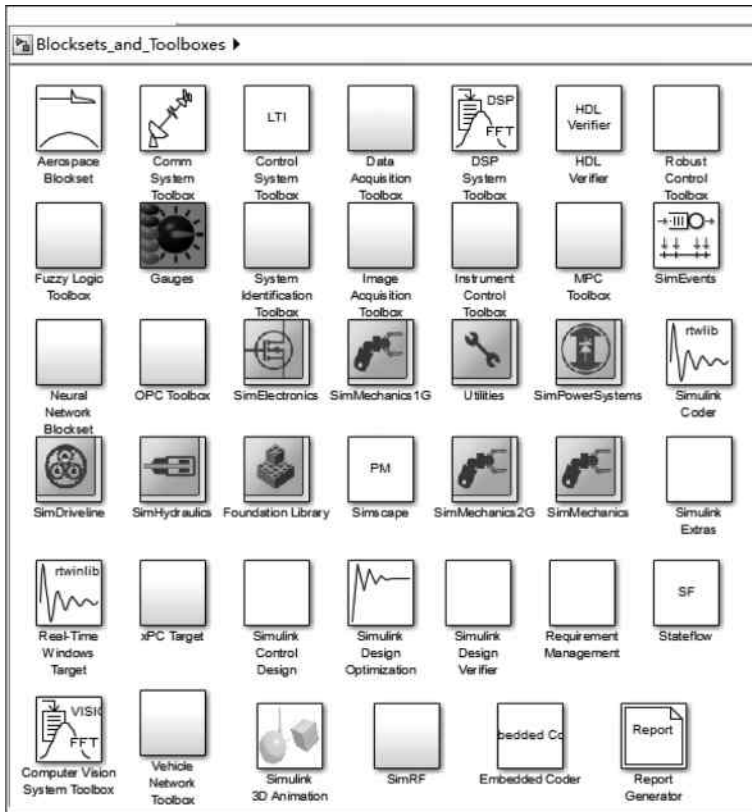 Blocksets_and_Toolboxes
LTI
DSP
FFT
HDL
Verifier
Aerospace
Blockset
Comm
System
Toolbox
Control
System
Toolbox
Data
Acquisition
Toolbox
DSP
System
Toolbox
HDL
Verifier
Robust
Control
Toolbox
Fuzzy Logic
Toolbox
Gauges
System
Identification
Toolbox
Image
Acquisition
Toolbox
Instrument
Control
Toolbox
MPC
Toolbox
SimEvents
rtwlib
Neural
Network
Blockset
OPC Toolbox
SimElectronics
SimMechanics1G
Utilities
SimPowerSystems
Simulink
Coder
PM
SimDriveline
SimHydraulics
Foundation Library
Simscape
SimMechanics2G
SimMechanics
Simulink
Extras
rtwinlib
SF
Real-Time
Windows
Target
xPC Target
Simulink
Control
Design
Simulink
Design
Optimization
Simulink
Design
Verifier
Requirement
Management
Stateflow
VISIO
FFT
bedded Co
Report
Computer Vision
System Toolbox
Vehicle
Network
Toolbox
Simulink
3D Animation
SimRF
Embedded Coder
Report
Generator